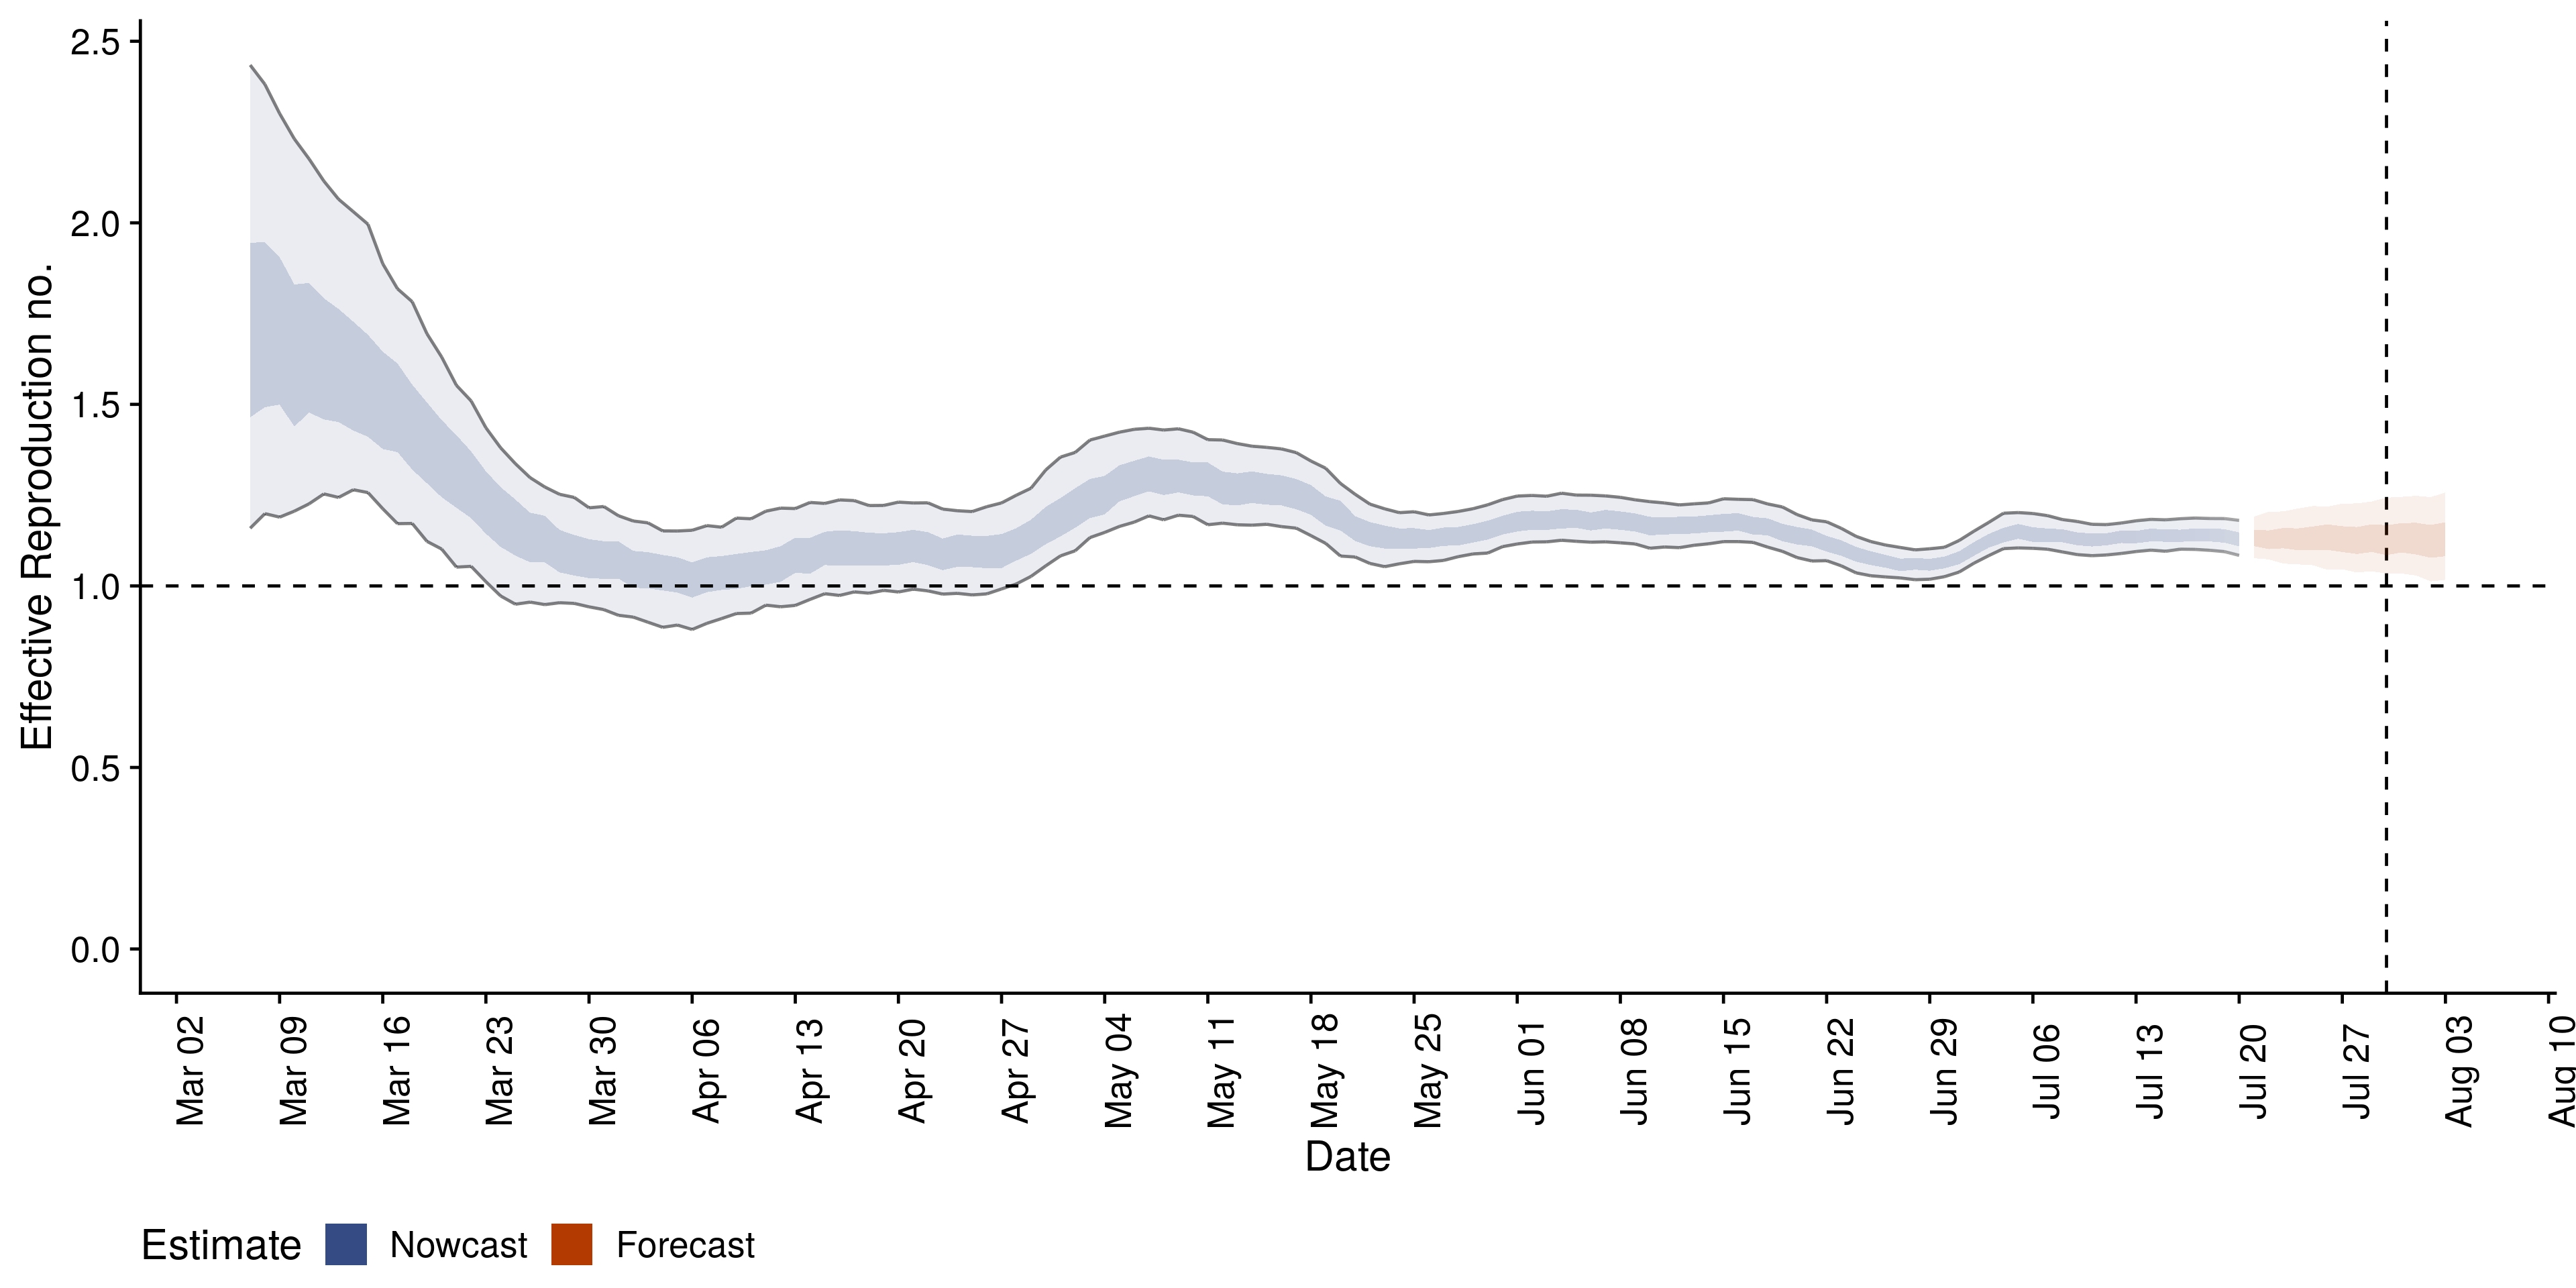 Effective Reproduction no.
2.5
2.0
1.5
1.0
0.5
0.0
Mar 02
Mar 09
Mar 16
Mar 23
Mar 30
Apr 06
Apr 13
Apr 20
Apr 27
May 04
May 11
May 18
May 25
Jun 01
Jun 08
Jun 15
Jun 22
Jun 29
Jul 06
Jul 13
Jul 20
Jul 27
Aug 03
Aug 10
Date
Estimate Nowcast Forecast